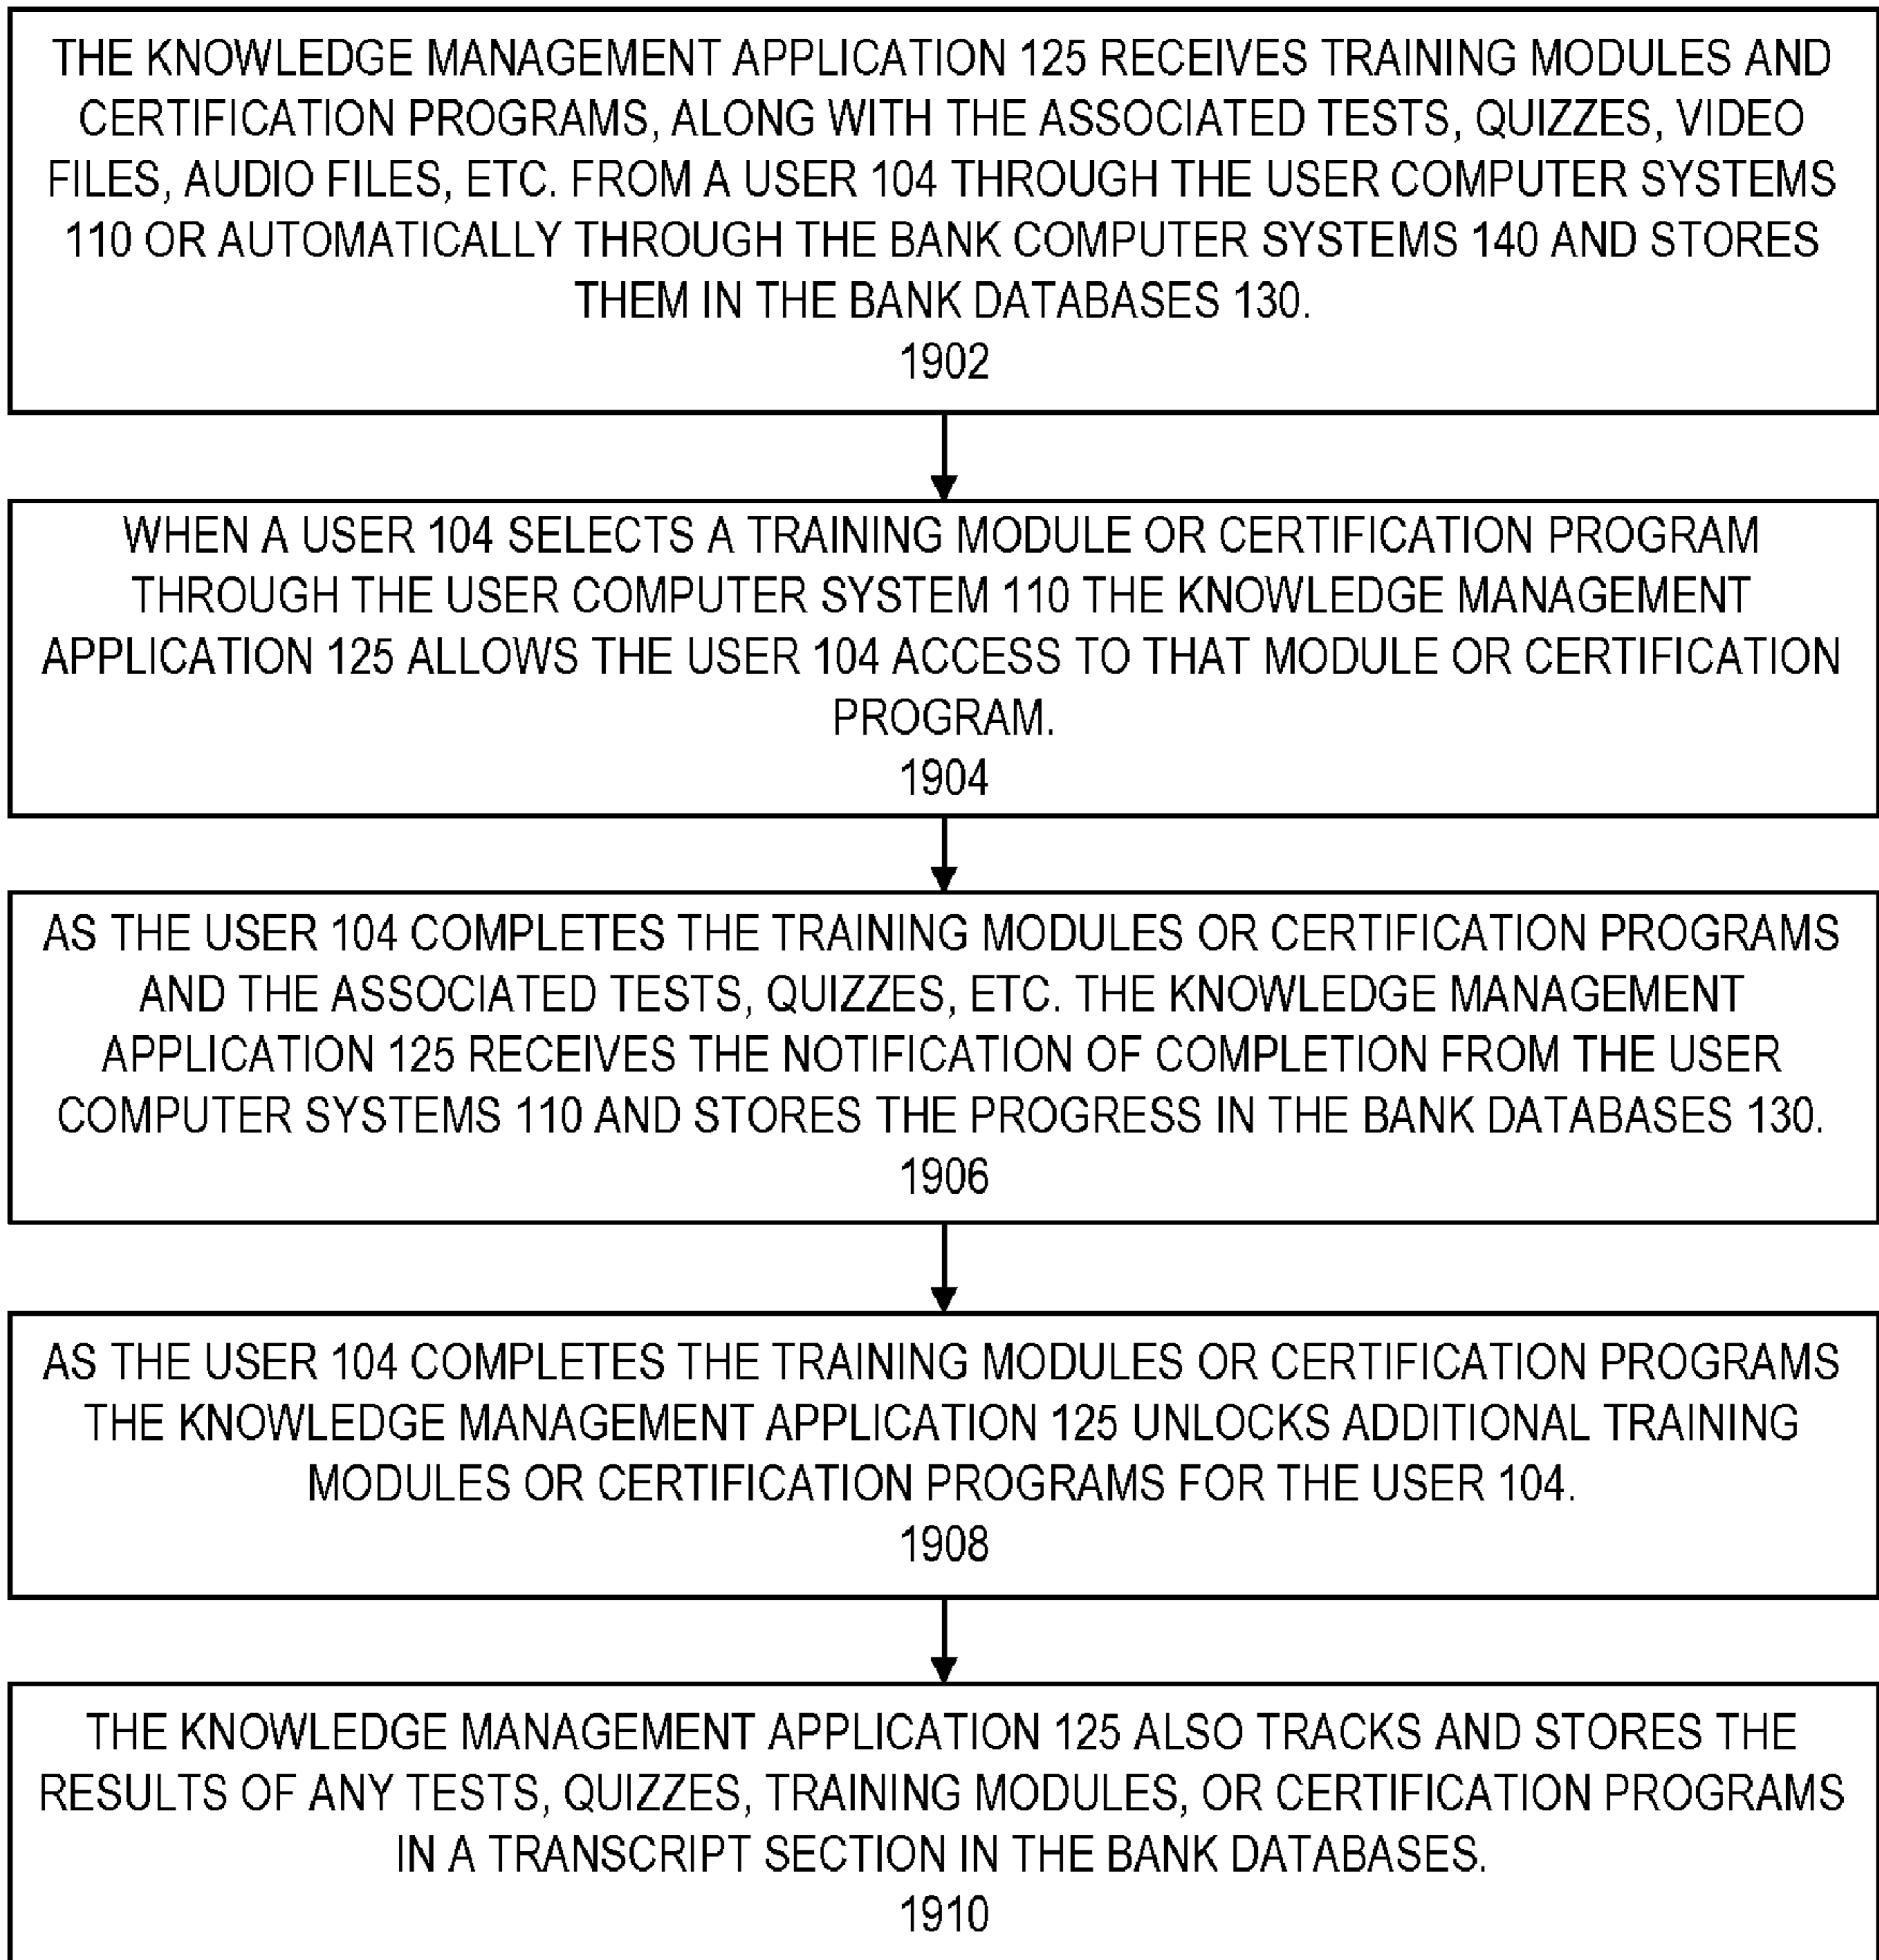 THE KNOWLEDGE MANAGEMENT APPLICATION 125 RECEIVES TRAINING MODULES AND
CERTIFICATION PROGRAMS, ALONG WITH THE ASSOCIATED TESTS, QUIZZES, VIDEO
FILES, AUDIO FILES, ETC. FROM A USER 104 THROUGH THE USER COMPUTER SYSTEMS
110 OR AUTOMATICALLY THROUGH THE BANK COMPUTER SYSTEMS 140 AND STORES
THEM IN THE BANK DATABASES 130.
1902
WHEN A USER 104 SELECTS A TRAINING MODULE OR CERTIFICATION PROGRAM
THROUGH THE USER COMPUTER SYSTEM 110 THE KNOWLEDGE MANAGEMENT
APPLICATION 125 ALLOWS THE USER 104 ACCESS TO THAT MODULE OR CERTIFICATION
PROGRAM.
1904
AS THE USER 104 COMPLETES THE TRAINING MODULES OR CERTIFICATION PROGRAMS
AND THE ASSOCIATED TESTS, QUIZZES, ETC. THE KNOWLEDGE MANAGEMENT
APPLICATION 125 RECEIVES THE NOTIFICATION OF COMPLETION FROM THE USER
COMPUTER SYSTEMS 110 AND STORES THE PROGRESS IN THE BANK DATABASES 130.
1906
AS THE USER 104 COMPLETES THE TRAINING MODULES OR CERTIFICATION PROGRAMS
THE KNOWLEDGE MANAGEMENT APPLICATION 125 UNLOCKS ADDITIONAL TRAINING
MODULES OR CERTIFICATION PROGRAMS FOR THE USER 104.
1908
THE KNOWLEDGE MANAGEMENT APPLICATION 125 ALSO TRACKS AND STORES THE
RESULTS OF ANY TESTS, QUIZZES, TRAINING MODULES, OR CERTIFICATION PROGRAMS
IN A TRANSCRIPT SECTION IN THE BANK DATABASES.
1910